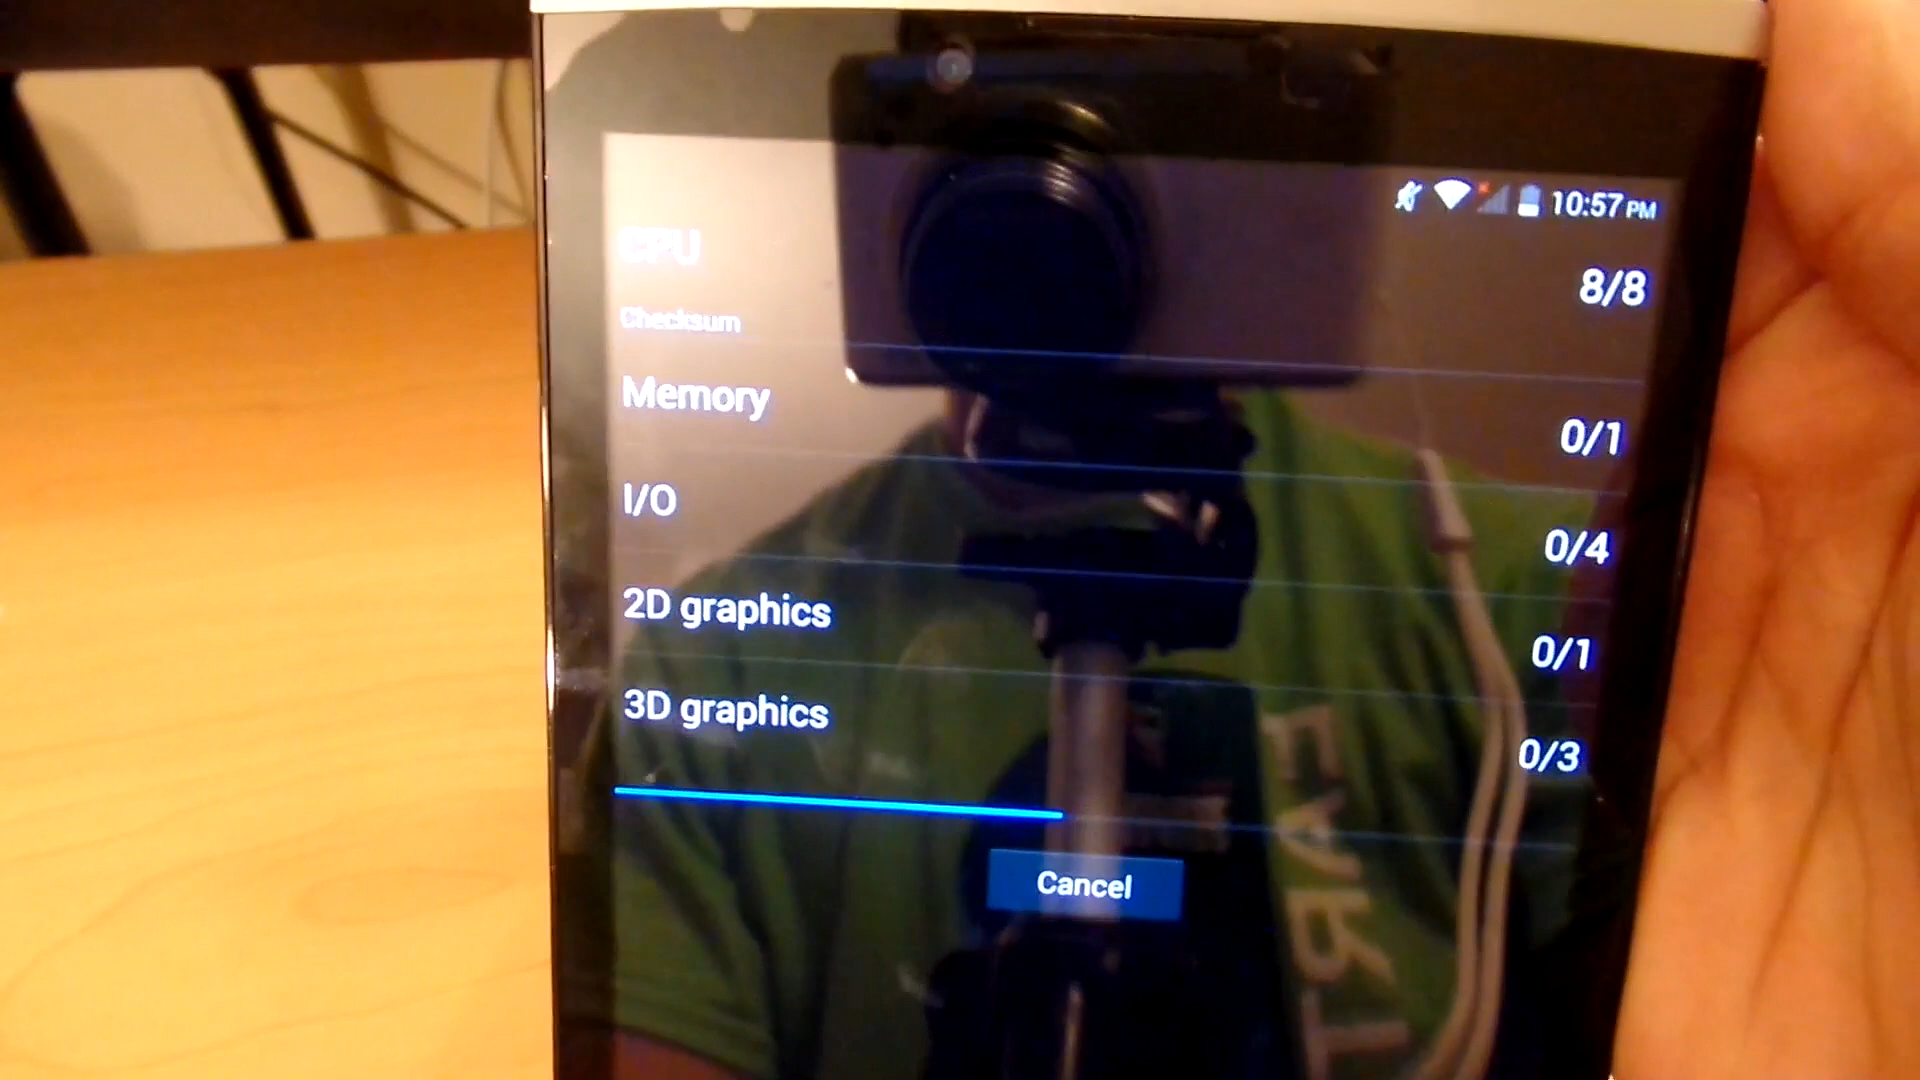 10:57 PM
CPU 8/8
Checksum
Memory 0/1
I/O 0/4
2D graphics 0/1
3D graphics 0/3
Cancel